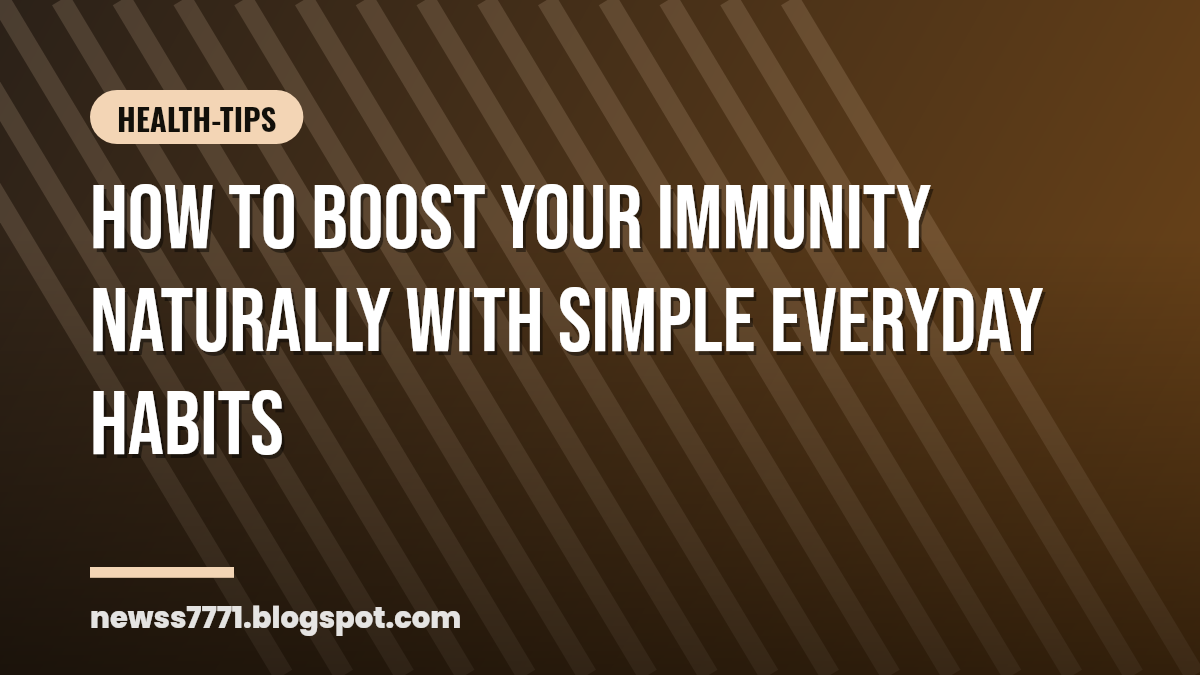 HEALTH-TIPS
HOW TO BOOST YOUR IMMUNITY
NATURALLY WITH SIMPLE EVERYDAY
HABITS
newss7771.blogspot.com